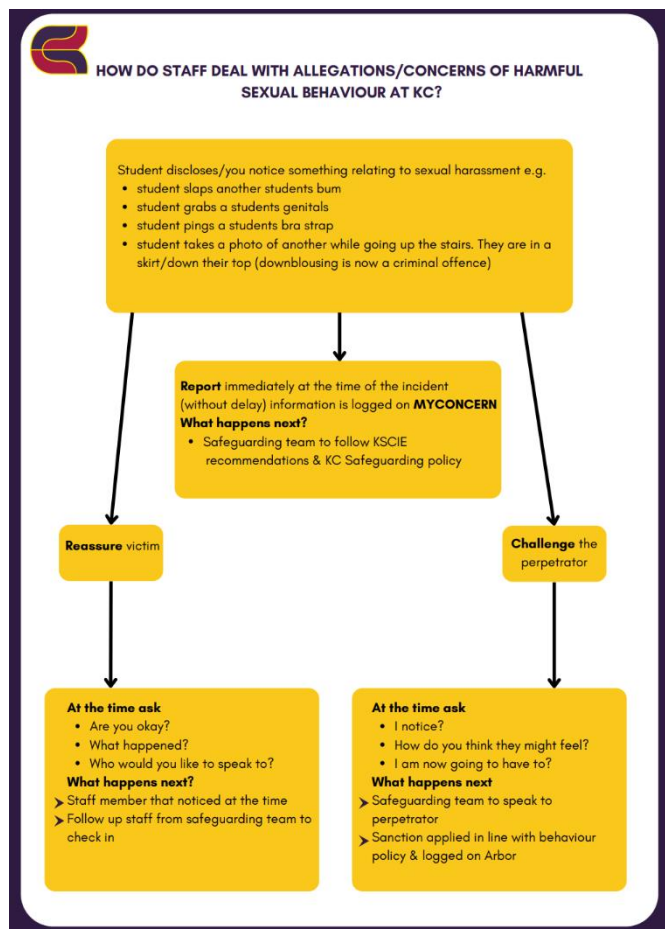 HOW DO STAFF DEAL WITH ALLEGATIONS/CONCERNS OF HARMFUL
SEXUAL BEHAVIOUR AT KC?
Student discloses/you notice something relating to sexual harassment e.g.
• student slaps another students bum
• student grabs a students genitals
• student pings a students bra strap
• student takes a photo of another while going up the stairs. They are in a
skirt/down their top (downblousing is now a criminal offence)
Report immediately at the time of the incident
(without delay) information is logged on MYCONCERN
What happens next?
• Safeguarding team to follow KSCIE
recommendations & KC Safeguarding policy
Reassure victim
Challenge the
perpetrator
At the time ask
• Are you okay?
• What happened?
• Who would you like to speak to?
What happens next?
➤ Staff member that noticed at the time
➤ Follow up staff from safeguarding team to
check in
At the time ask
• I notice?
• How do you think they might feel?
• I am now going to have to?
What happens next
➤ Safeguarding team to speak to
perpetrator
➤ Sanction applied in line with behaviour
policy & logged on Arbor